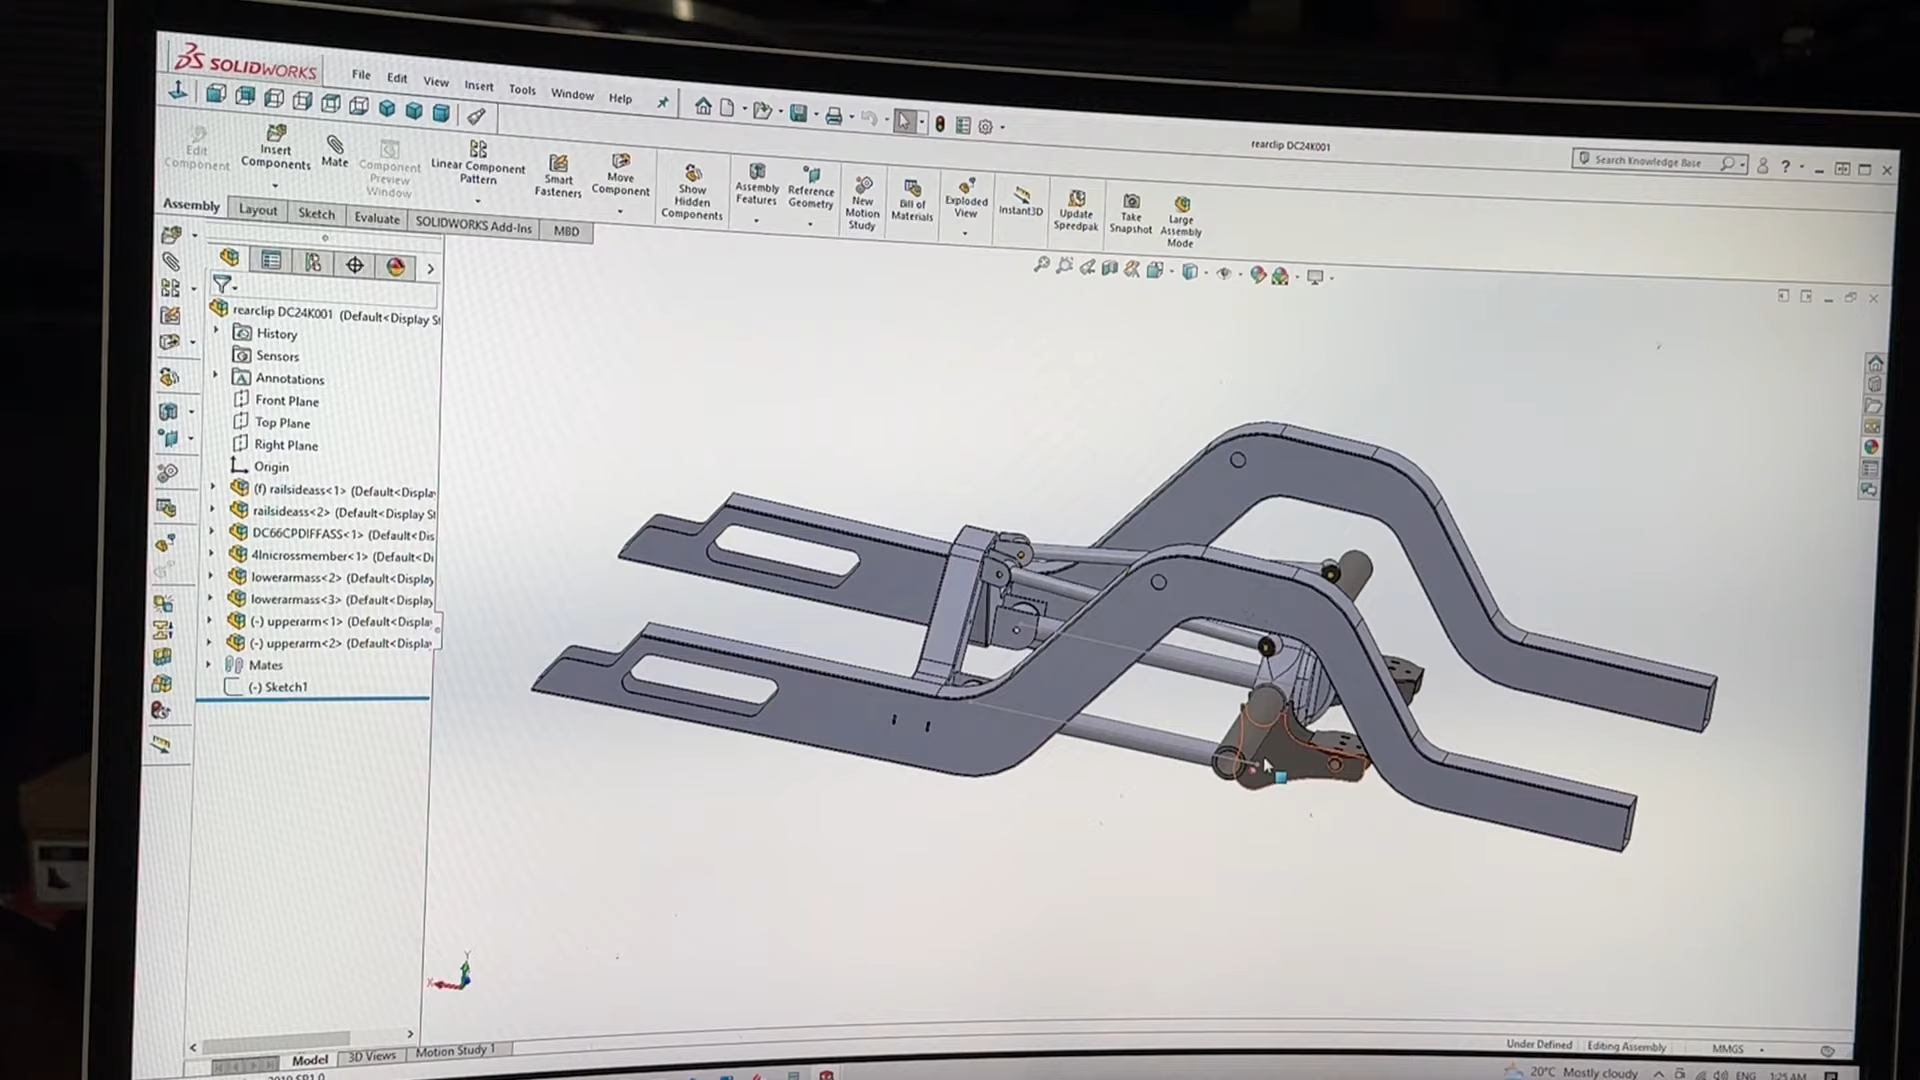 SOLIDWORKS
File Edit View Insert Tools Window Help
rearclip DC24K001
Search Knowledge Base
?
Edit Component
Insert Components
Mate
Component Preview Window
Linear Component Pattern
Smart Fasteners
Move Component
Show Hidden Components
Assembly Features
Reference Geometry
New Motion Study
Bill of Materials
Exploded View
Instant3D
Update Speedpak
Take Snapshot
Large Assembly Mode
Assembly Layout Sketch Evaluate SOLIDWORKS Add-Ins MBD
rearclip DC24K001 (Default<Display St
History
Sensors
Annotations
Front Plane
Top Plane
Right Plane
Origin
(f) railsideass<1> (Default<Display
railsideass<2> (Default<Display St
DC66CPDIFFASS<1> (Default<Dis
4lnicrossmember<1> (Default<Di
lowerarmass<2> (Default<Display
lowerarmass<3> (Default<Display
(-) upperarm<1> (Default<Display
(-) upperarm<2> (Default<Display
Mates
(-) Sketch1
Y
X
Model 3D Views Motion Study 1
Under Defined Editing Assembly MMGS
20°C Mostly cloudy ENG 1:25 AM